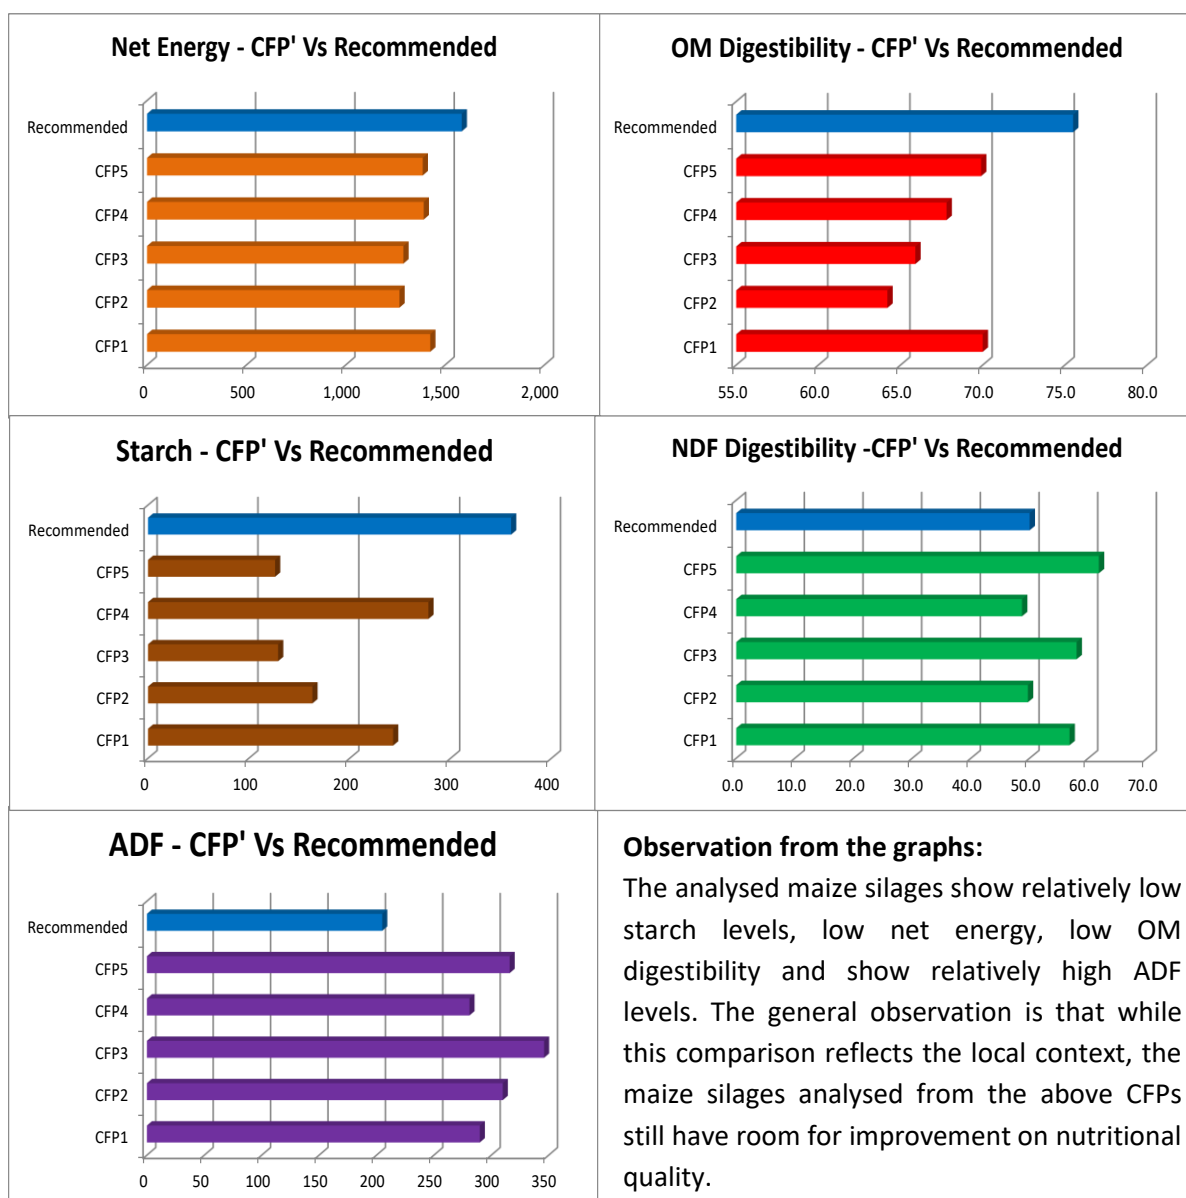 Net Energy - CFP' Vs Recommended
Recommended
CFP5
CFP4
CFP3
CFP2
CFP1
0 500 1,000 1,500 2,000
OM Digestibility - CFP' Vs Recommended
Recommended
CFP5
CFP4
CFP3
CFP2
CFP1
55.0 60.0 65.0 70.0 75.0 80.0
Starch - CFP' Vs Recommended
Recommended
CFP5
CFP4
CFP3
CFP2
CFP1
0 100 200 300 400
NDF Digestibility -CFP' Vs Recommended
Recommended
CFP5
CFP4
CFP3
CFP2
CFP1
0.0 10.0 20.0 30.0 40.0 50.0 60.0 70.0
ADF - CFP' Vs Recommended
Recommended
CFP5
CFP4
CFP3
CFP2
CFP1
0 50 100 150 200 250 300 350
Observation from the graphs:
The analysed maize silages show relatively low
starch levels, low net energy, low OM
digestibility and show relatively high ADF
levels. The general observation is that while
this comparison reflects the local context, the
maize silages analysed from the above CFPs
still have room for improvement on nutritional
quality.